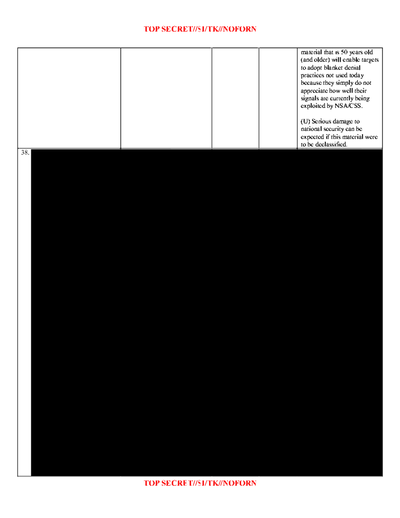 TOP SECRET//SI/TK//NOFORN
material that is 50 years old
(and older) will enable targets
to adopt blanket denial
practices not used today
because they simply do not
appreciate how well their
signals are currently being
exploited by NSA/CSS.
(U) Serious damage to
national security can be
expected if this material were
to be declassified.
38.
TOP SECRET//SI/TK//NOFORN